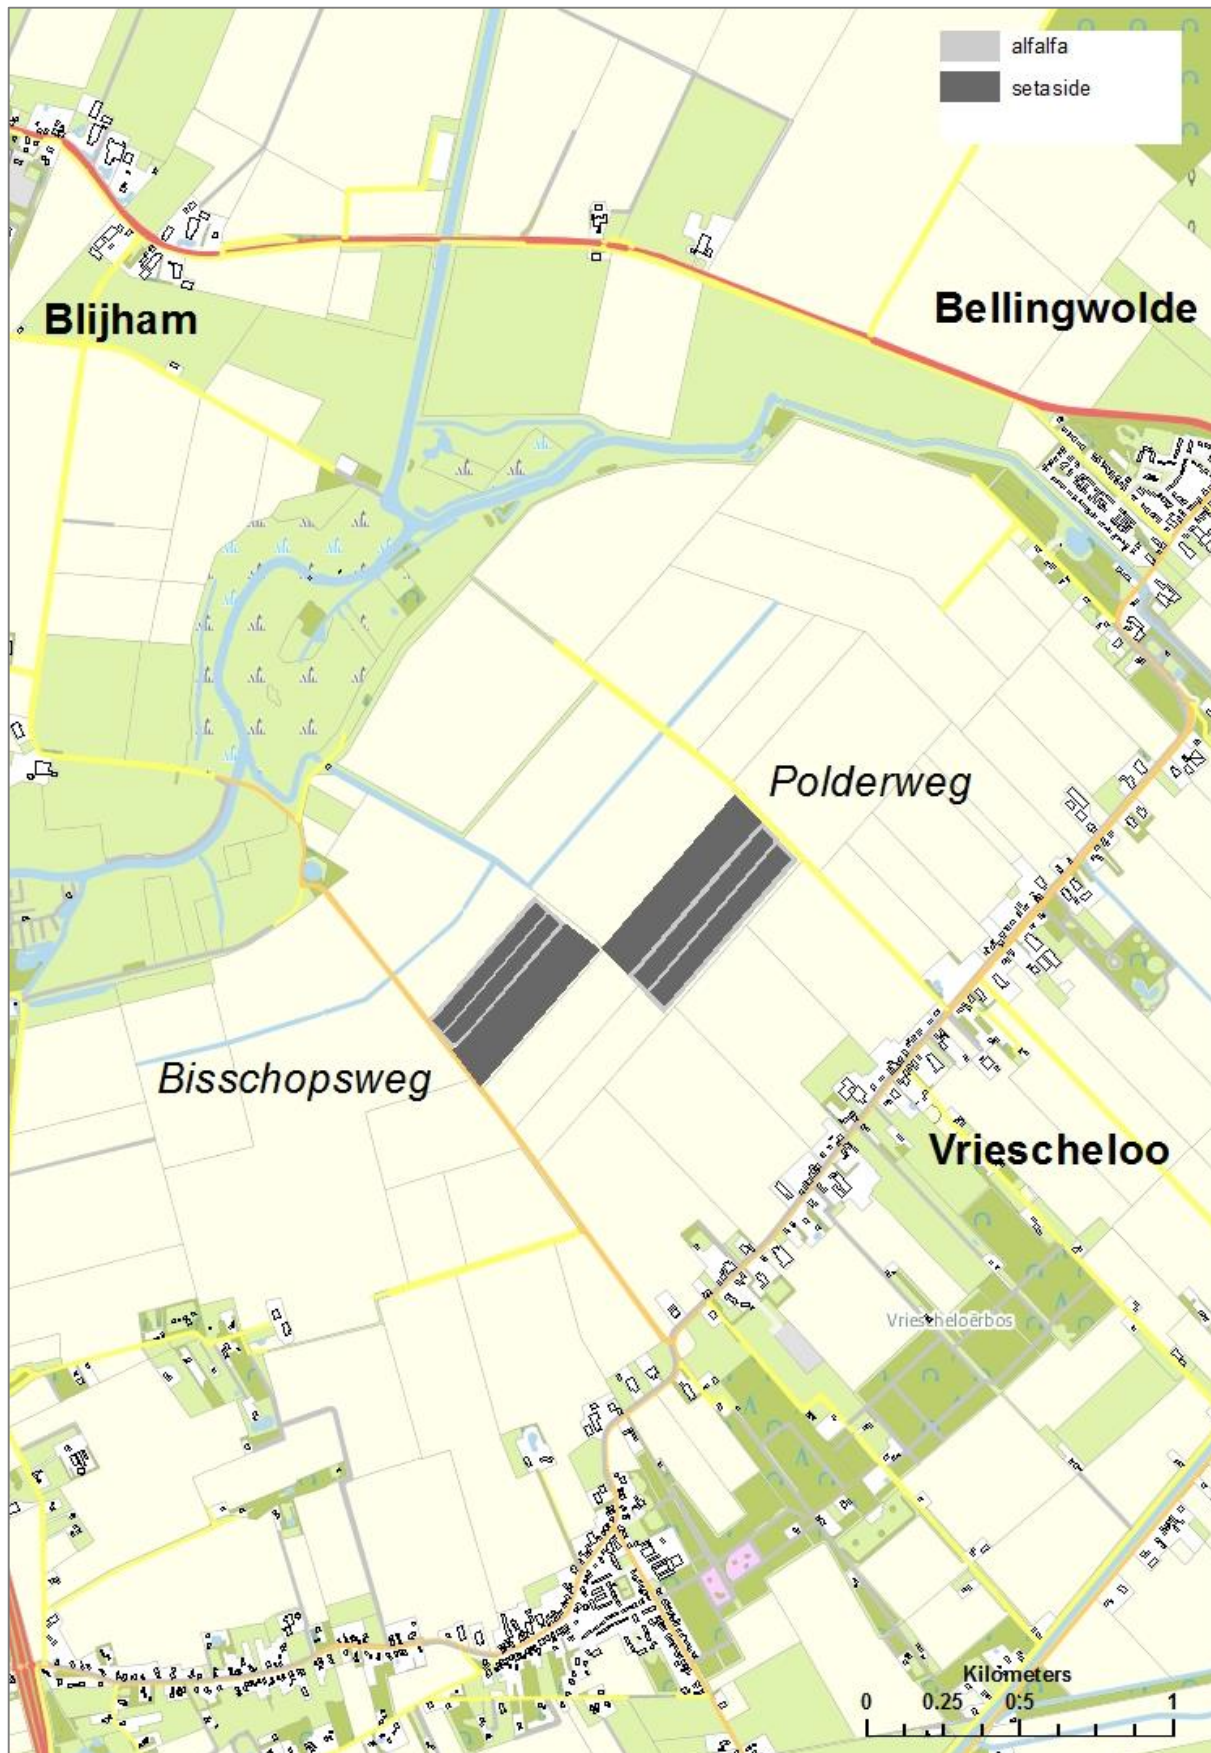 alfalfa
setaside
Blijham
Bellingwolde
Polderweg
Bisschopsweg
Vriescheloo
Vriescheloërbos
Kilometers
0 0.25 0.5 1